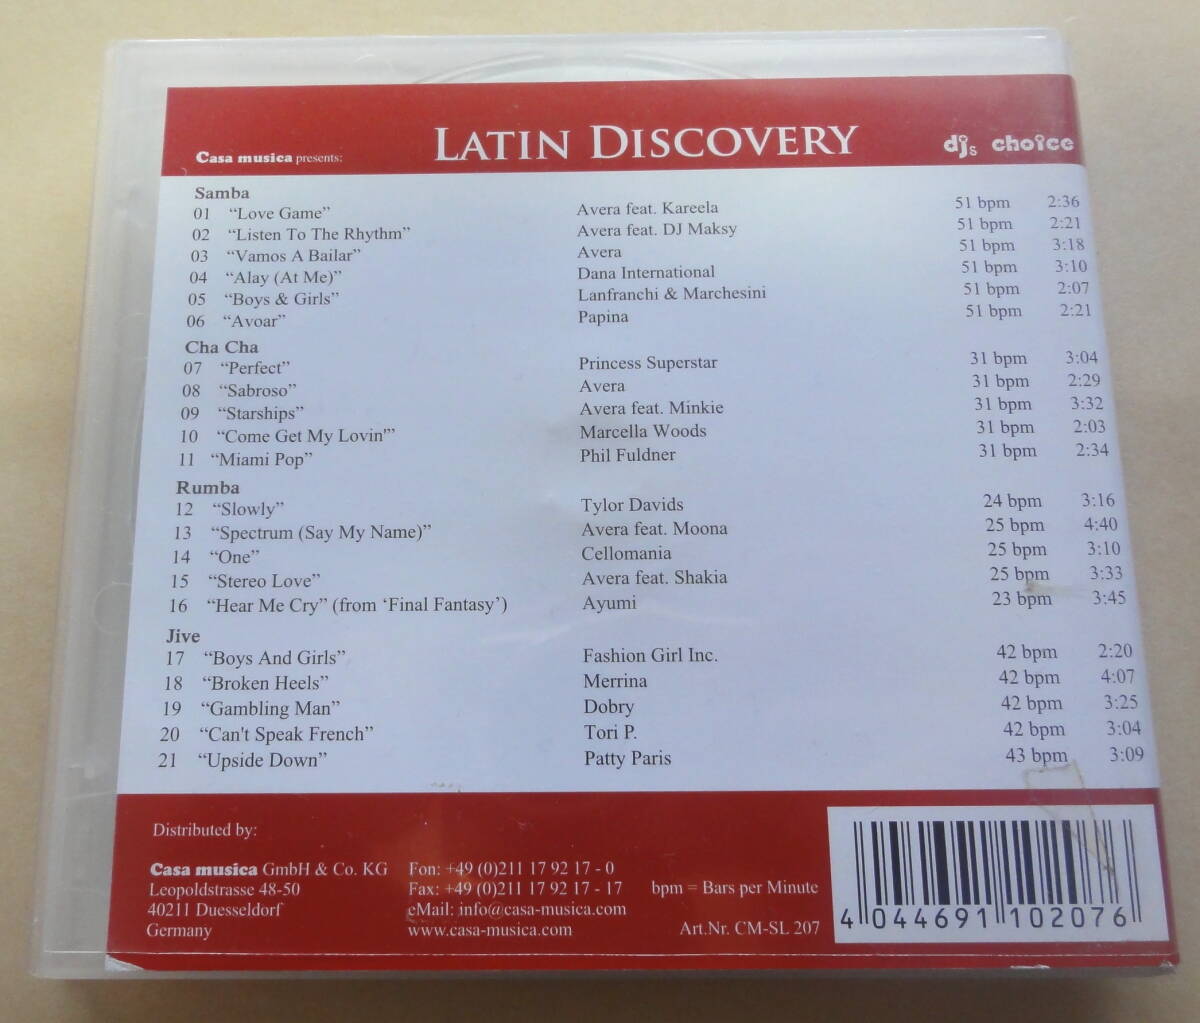 Casa musica presents: LATIN DISCOVERY djs choice
Samba
01 “Love Game” Avera feat. Kareela 51 bpm 2:36
02 “Listen To The Rhythm” Avera feat. DJ Maksy 51 bpm 2:21
03 “Vamos A Bailar” Avera 51 bpm 3:18
04 “Alay (At Me)” Dana International 51 bpm 3:10
05 “Boys & Girls” Lanfranchi & Marchesini 51 bpm 2:07
06 “Avoar” Papina 51 bpm 2:21
Cha Cha
07 “Perfect” Princess Superstar 31 bpm 3:04
08 “Sabroso” Avera 31 bpm 2:29
09 “Starships” Avera feat. Minkie 31 bpm 3:32
10 “Come Get My Lovin'” Marcella Woods 31 bpm 2:03
11 “Miami Pop” Phil Fuldner 31 bpm 2:34
Rumba
12 “Slowly” Tylor Davids 24 bpm 3:16
13 “Spectrum (Say My Name)” Avera feat. Moona 25 bpm 4:40
14 “One” Cellomania 25 bpm 3:10
15 “Stereo Love” Avera feat. Shakia 25 bpm 3:33
16 “Hear Me Cry” (from ‘Final Fantasy’) Ayumi 23 bpm 3:45
Jive
17 “Boys And Girls” Fashion Girl Inc. 42 bpm 2:20
18 “Broken Heels” Merrina 42 bpm 4:07
19 “Gambling Man” Dobry 42 bpm 3:25
20 “Can't Speak French” Tori P. 42 bpm 3:04
21 “Upside Down” Patty Paris 43 bpm 3:09
Distributed by:
Casa musica GmbH & Co. KG Fon: +49 (0)211 17 92 17 - 0
Leopoldstrasse 48-50 Fax: +49 (0)211 17 92 17 - 17 bpm = Bars per Minute
40211 Duesseldorf eMail: info@casa-musica.com
Germany www.casa-musica.com Art.Nr. CM-SL 207
4 044691 102076